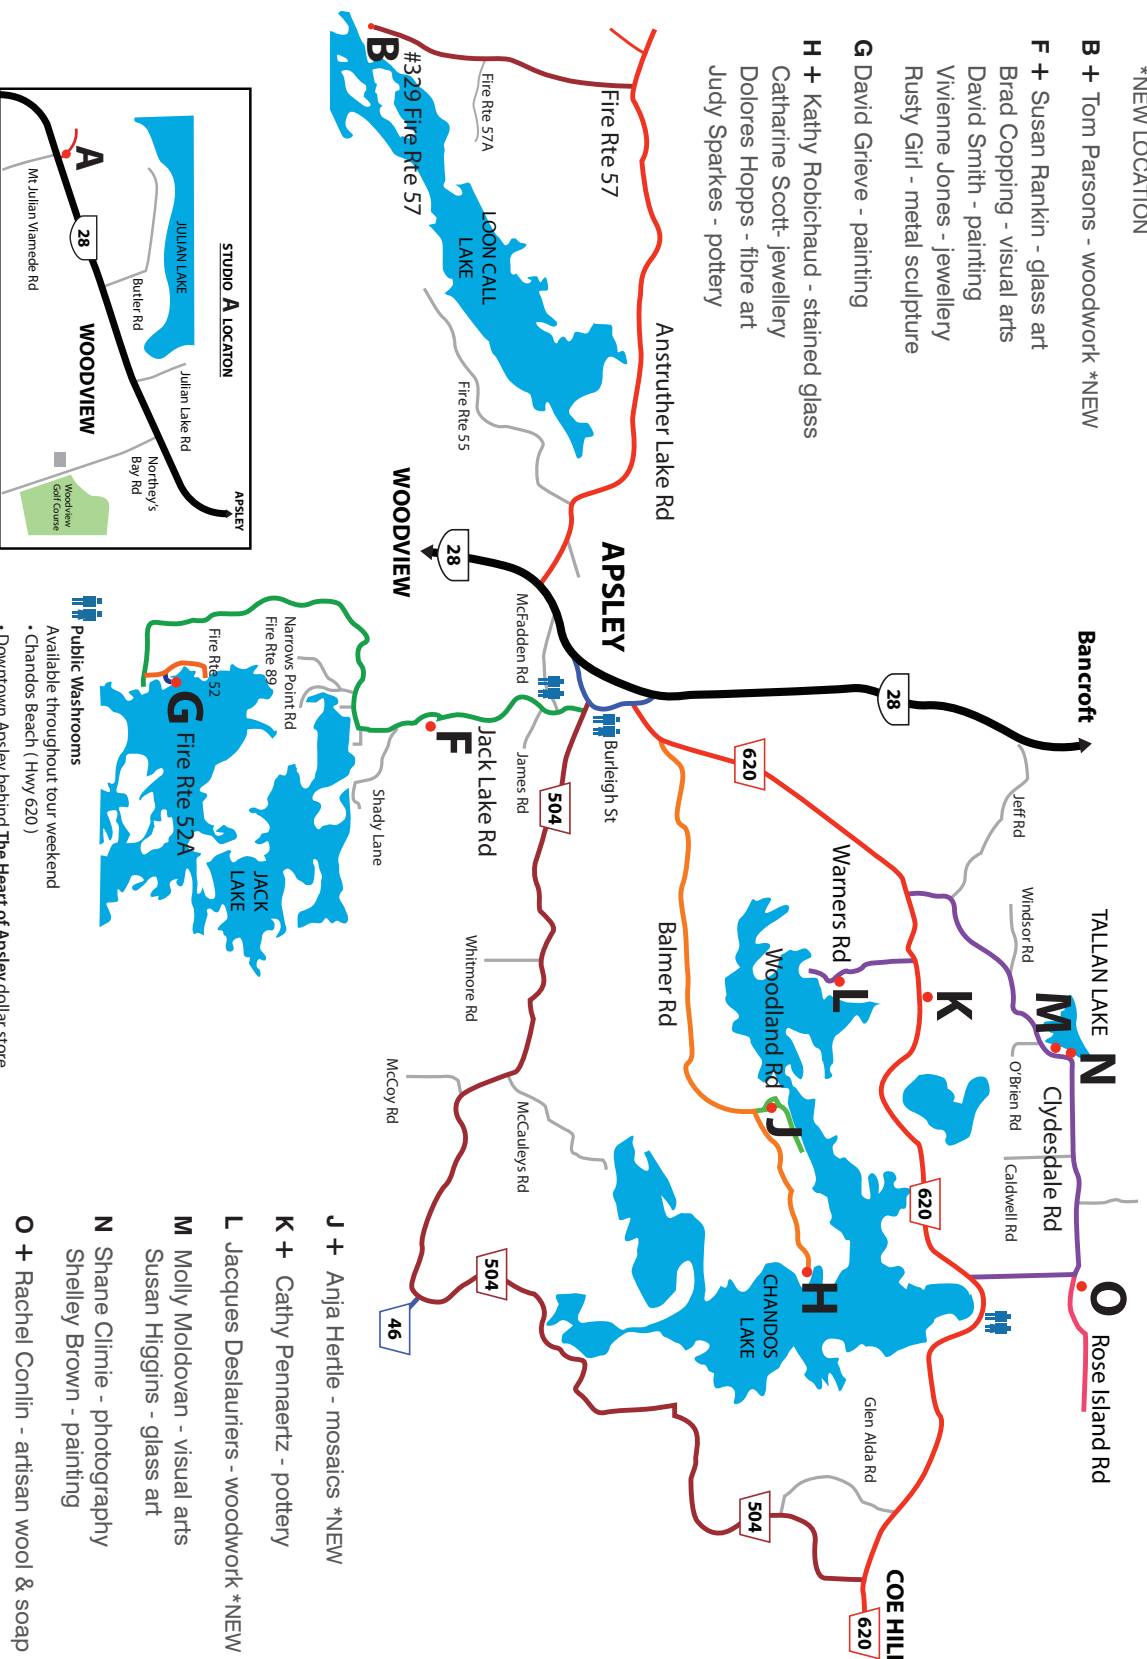 *NEW LOCATION
B + Tom Parsons - woodwork *NEW
F + Susan Rankin - glass art
Brad Copping - visual arts
David Smith - painting
Vivienne Jones - jewellery
Rusty Girl - metal sculpture
G David Grieve - painting
H + Kathy Robichaud - stained glass
Catharine Scott- jewellery
Dolores Hopps - fibre art
Judy Sparkes - pottery
Bancroft
28
Jeff Rd
Windsor Rd
TALLAN LAKE
M
N
O'Brien Rd
Clydesdale Rd
Caldwell Rd
O
Rose Island Rd
K
L
Warners Rd
620
620
Woodland Rd
J
H
CHANDOS
LAKE
Glen Alda Rd
COE HILL
620
504
Balmer Rd
Anstruther Lake Rd
Fire Rte 57
Fire Rte 57A
B
#329 Fire Rte 57
LOON CALL
LAKE
Fire Rte 55
APSLEY
28
WOODVIEW
McFadden Rd
Burleigh St
James Rd
504
Jack Lake Rd
F
Shady Lane
Narrows Point Rd
Fire Rte 89
Fire Rte 52
G Fire Rte 52A
JACK
LAKE
Whitmore Rd
McCoy Rd
McCauleys Rd
504
46
STUDIO A LOCATON
APSLEY
JULIAN LAKE
Julian Lake Rd
Butler Rd
Northey's
Bay Rd
A
28
WOODVIEW
Woodview
Golf Course
Mt Julian Viamede Rd
Public Washrooms
Available throughout tour weekend
• Chandos Beach ( Hwy 620 )
• Downtown Apsley behind The Heart of Apsley dollar store
J + Anja Hertle - mosaics *NEW
K + Cathy Pennaertz - pottery
L Jacques Deslauriers - woodwork *NEW
M Molly Moldovan - visual arts
Susan Higgins - glass art
N Shane Climie - photography
Shelley Brown - painting
O + Rachel Conlin - artisan wool & soap